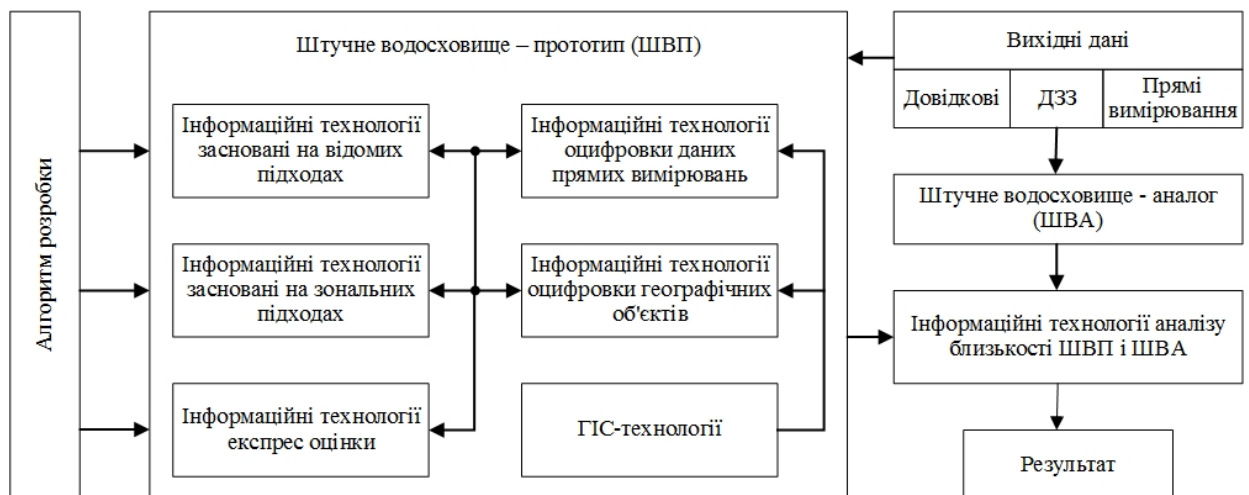 Алгоритм розробки
Штучне водосховище – прототип (ШВП)
Інформаційні технології
засновані на відомих
підходах
Інформаційні технології
оцифровки даних
прямих вимірювань
Інформаційні технології
засновані на зональних
підходах
Інформаційні технології
оцифровки географічних
об'єктів
Інформаційні технології
експрес оцінки
ГІС-технології
Вихідні дані
Довідкові
ДЗЗ
Прямі
вимірювання
Штучне водосховище - аналог
(ШВА)
Інформаційні технології аналізу
близькості ШВП і ШВА
Результат